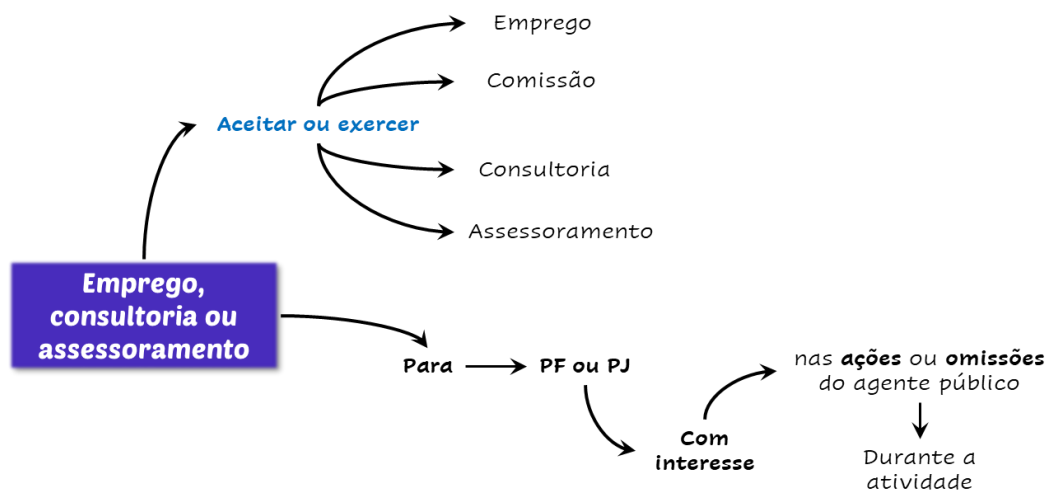 Emprego
Comissão
Aceitar ou exercer
Consultoria
Assessoramento
Emprego,
consultoria ou
assessoramento
Para
PF ou PJ
nas ações ou omissões
do agente público
Com
interesse
Durante a
atividade